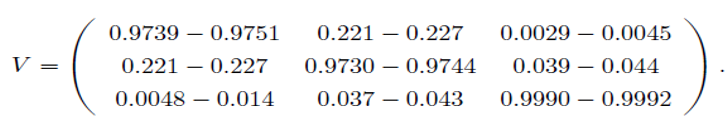 0.9739 − 0.9751 0.221 − 0.227 0.0029 − 0.0045
V = ( 0.221 − 0.227 0.9730 − 0.9744 0.039 − 0.044 ) .
0.0048 − 0.014 0.037 − 0.043 0.9990 − 0.9992